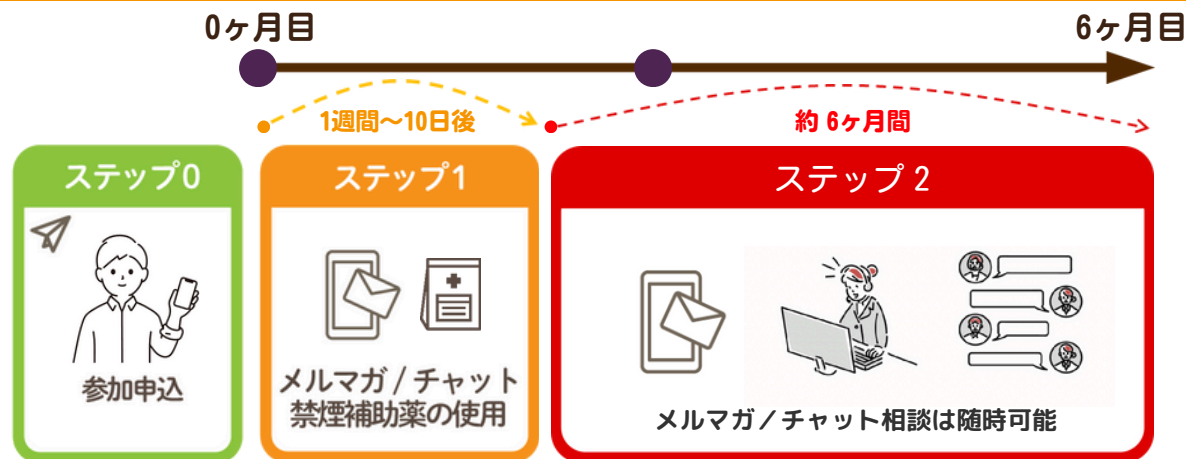 0ヶ月目
6ヶ月目
1週間〜10日後
約 6ヶ月間
ステップ0
参加申込
ステップ1
メルマガ / チャット
禁煙補助薬の使用
ステップ 2
メルマガ / チャット相談は随時可能